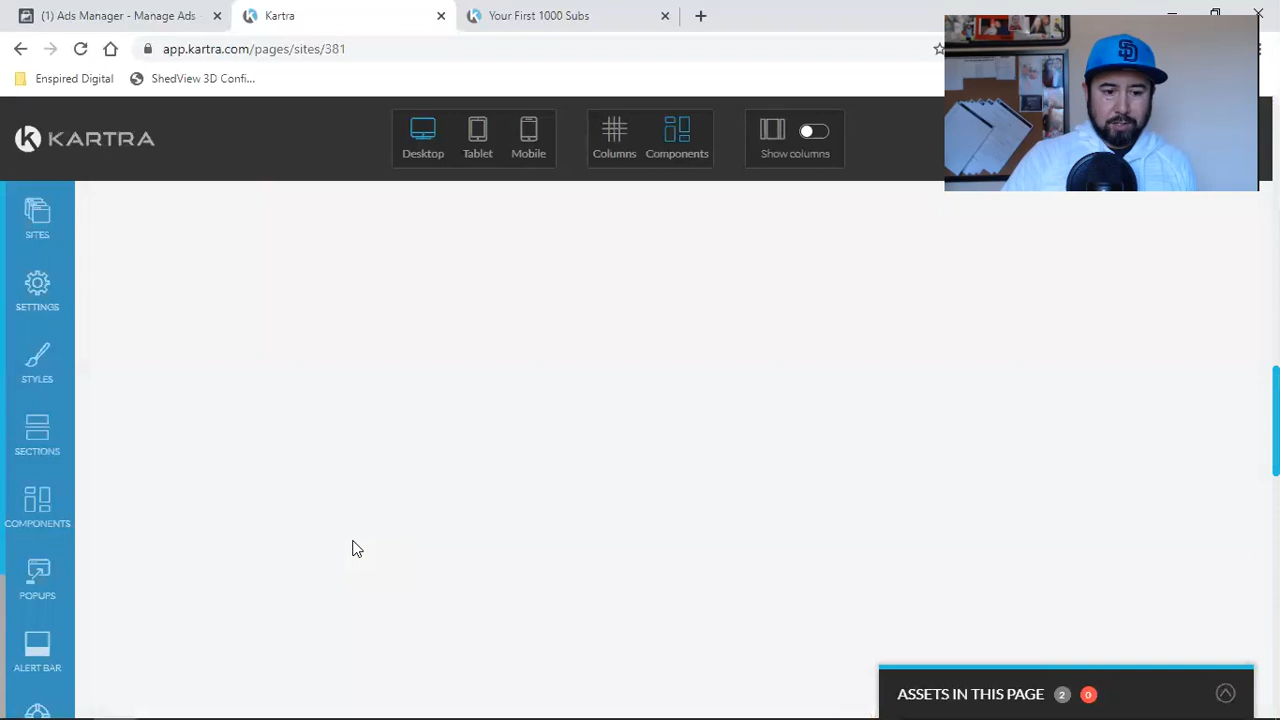 (1) Ads Manager - Manage Ads -
Kartra
Your First 1000 Subs
app.kartra.com/pages/sites/381
Enspired Digital
ShedView 3D Confi...
KARTRA
Desktop
Tablet
Mobile
Columns
Components
Show columns
SD
SITES
SETTINGS
STYLES
SECTIONS
COMPONENTS
POPUPS
ALERT BAR
ASSETS IN THIS PAGE 2 0